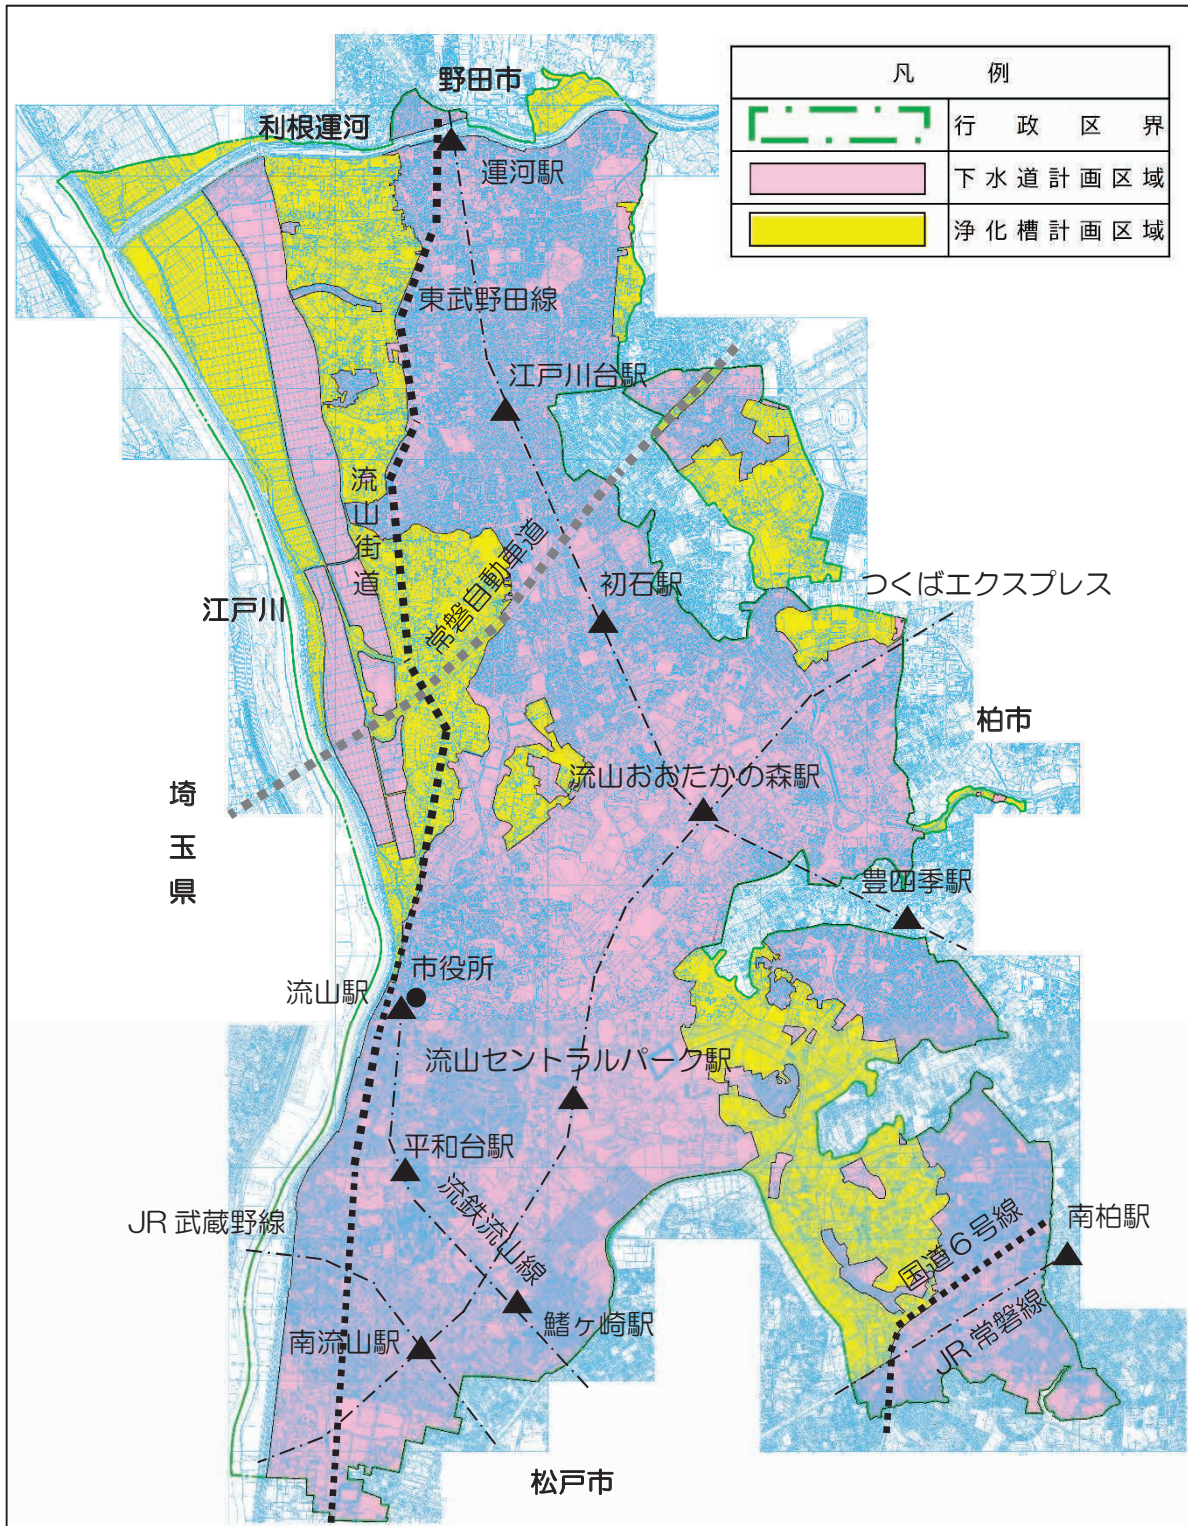 凡例
行政区界
下水道計画区域
浄化槽計画区域
野田市
利根運河
運河駅
東武野田線
江戸川台駅
流山街道
常磐自動車道
初石駅
つくばエクスプレス
江戸川
柏市
流山おおたかの森駅
埼玉県
豊四季駅
市役所
流山駅
流山セントラルパーク駅
平和台駅
流鉄流山線
JR武蔵野線
国道6号線
南柏駅
鰭ヶ崎駅
南流山駅
JR常磐線
松戸市